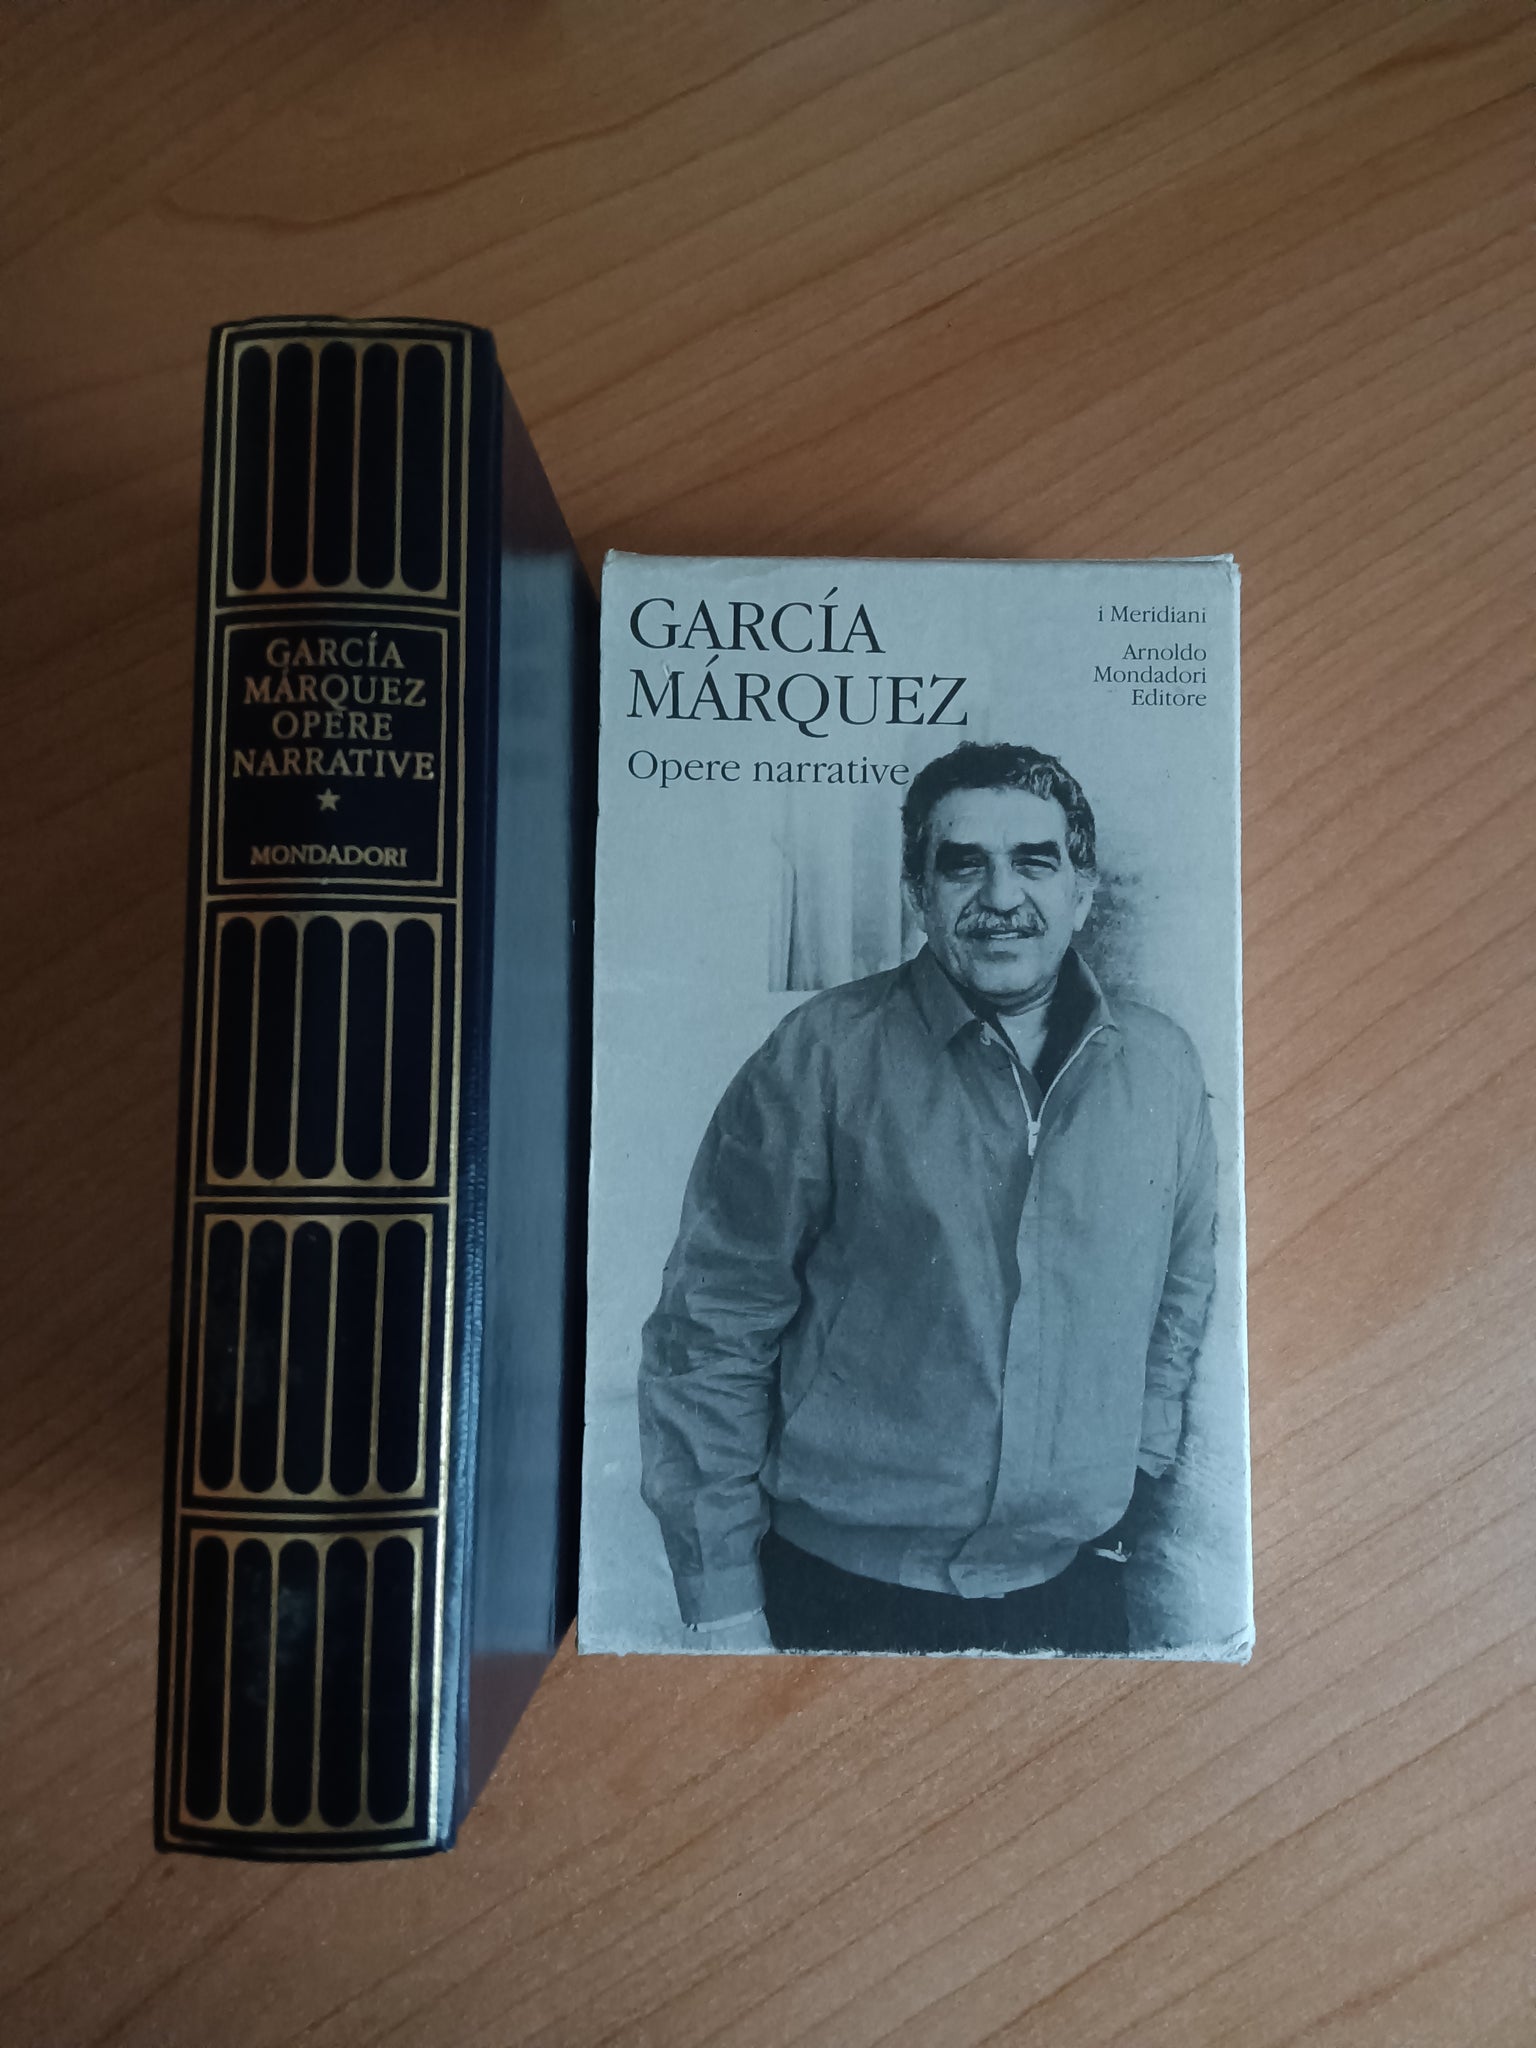 GARCÍA
MÁRQUEZ
OPERE
NARRATIVE
MONDADORI
GARCÍA
MÁRQUEZ
Opere narrative
i Meridiani
Arnoldo
Mondadori
Editore